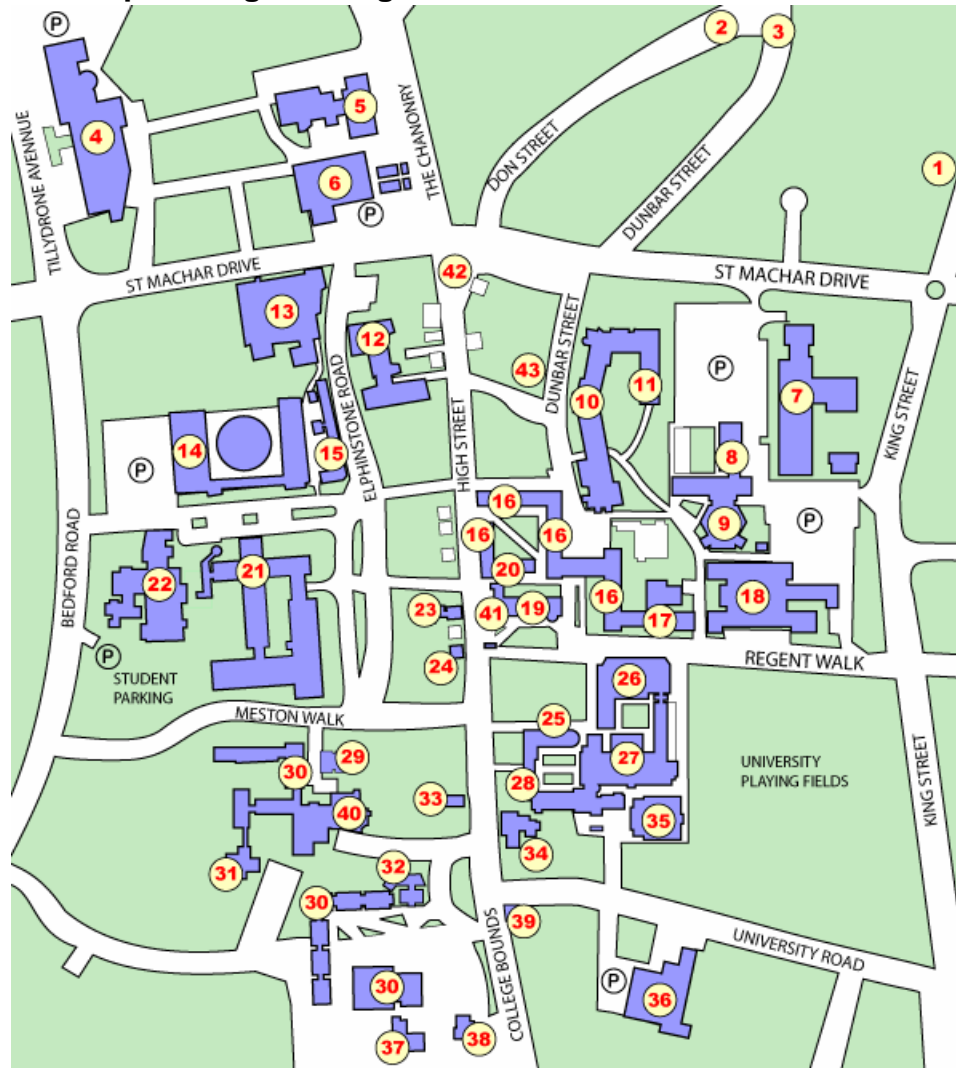 P
2
3
4
5
THE CHANONRY
DON STREET
DUNBAR STREET
1
6
P
TILLYDRONE AVENNUE
ST MACHAR DRIVE
42
ST MACHAR DRIVE
13
12
ELPHINSTONE ROAD
43
DUNBAR STREET
10
11
P
7
KING STREET
14
P
15
HIGH STREET
8
16
16
16
9
P
BEDFORD ROAD
22
21
20
23
41
19
16
17
18
P
STUDENT
PARKING
24
REGENT WALK
26
MESTON WALK
25
29
30
27
UNIVERSITY
PLAYING FIELDS
28
33
40
35
KING STREET
34
31
32
30
39
COLLEGE BOUNDS
UNIVERSITY ROAD
30
P
36
37
38